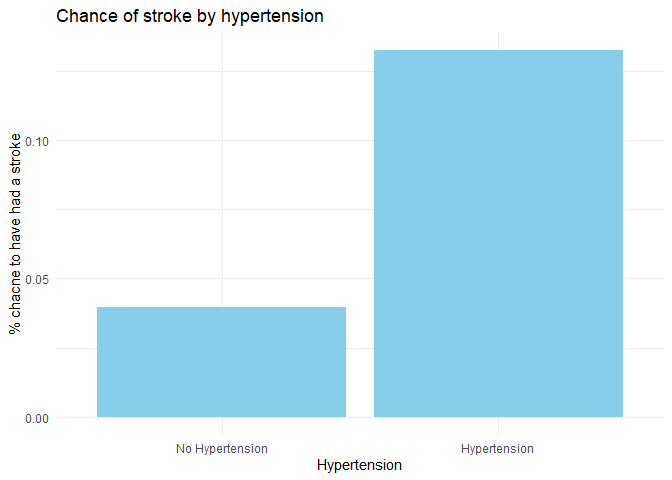 Chance of stroke by hypertension
% chacne to have had a stroke
0.10
0.05
0.00
No Hypertension
Hypertension
Hypertension